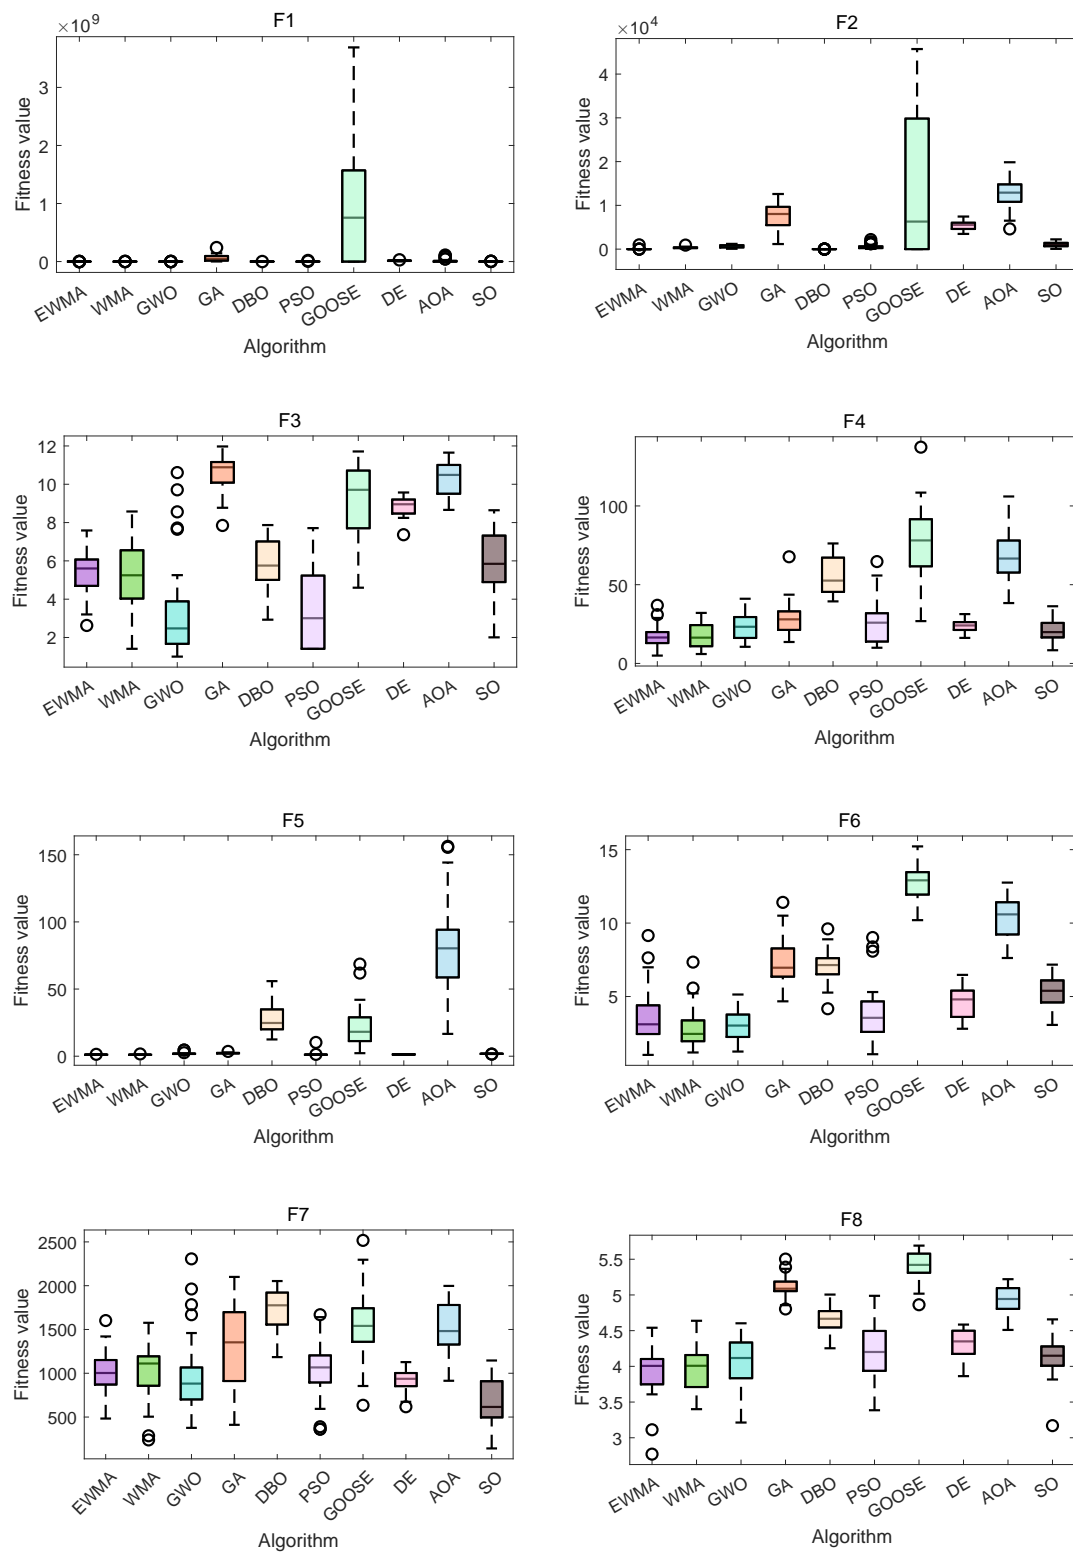 F1
×10^9
3
2
1
0
Fitness value
EWMA WMA GWO GA DBO PSO GOOSE DE AOA SO
Algorithm
F2
×10^4
4
3
2
1
0
Fitness value
EWMA WMA GWO GA DBO PSO GOOSE DE AOA SO
Algorithm
F3
12
10
8
6
4
2
Fitness value
EWMA WMA GWO GA DBO PSO GOOSE DE AOA SO
Algorithm
F4
100
50
0
Fitness value
EWMA WMA GWO GA DBO PSO GOOSE DE AOA SO
Algorithm
F5
150
100
50
0
Fitness value
EWMA WMA GWO GA DBO PSO GOOSE DE AOA SO
Algorithm
F6
15
10
5
Fitness value
EWMA WMA GWO GA DBO PSO GOOSE DE AOA SO
Algorithm
F7
2500
2000
1500
1000
500
Fitness value
EWMA WMA GWO GA DBO PSO GOOSE DE AOA SO
Algorithm
F8
5.5
5
4.5
4
3.5
3
Fitness value
EWMA WMA GWO GA DBO PSO GOOSE DE AOA SO
Algorithm